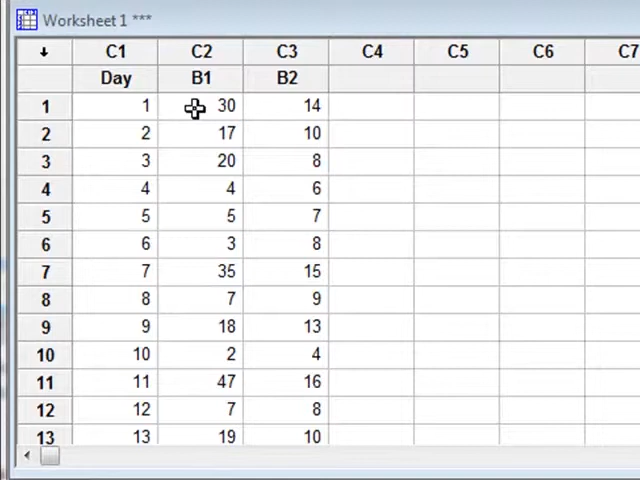 Worksheet 1 ***
C1 C2 C3 C4 C5 C6 C7
Day B1 B2
1 1 30 14
2 2 17 10
3 3 20 8
4 4 4 6
5 5 5 7
6 6 3 8
7 7 35 15
8 8 7 9
9 9 18 13
10 10 2 4
11 11 47 16
12 12 7 8
13 13 19 10